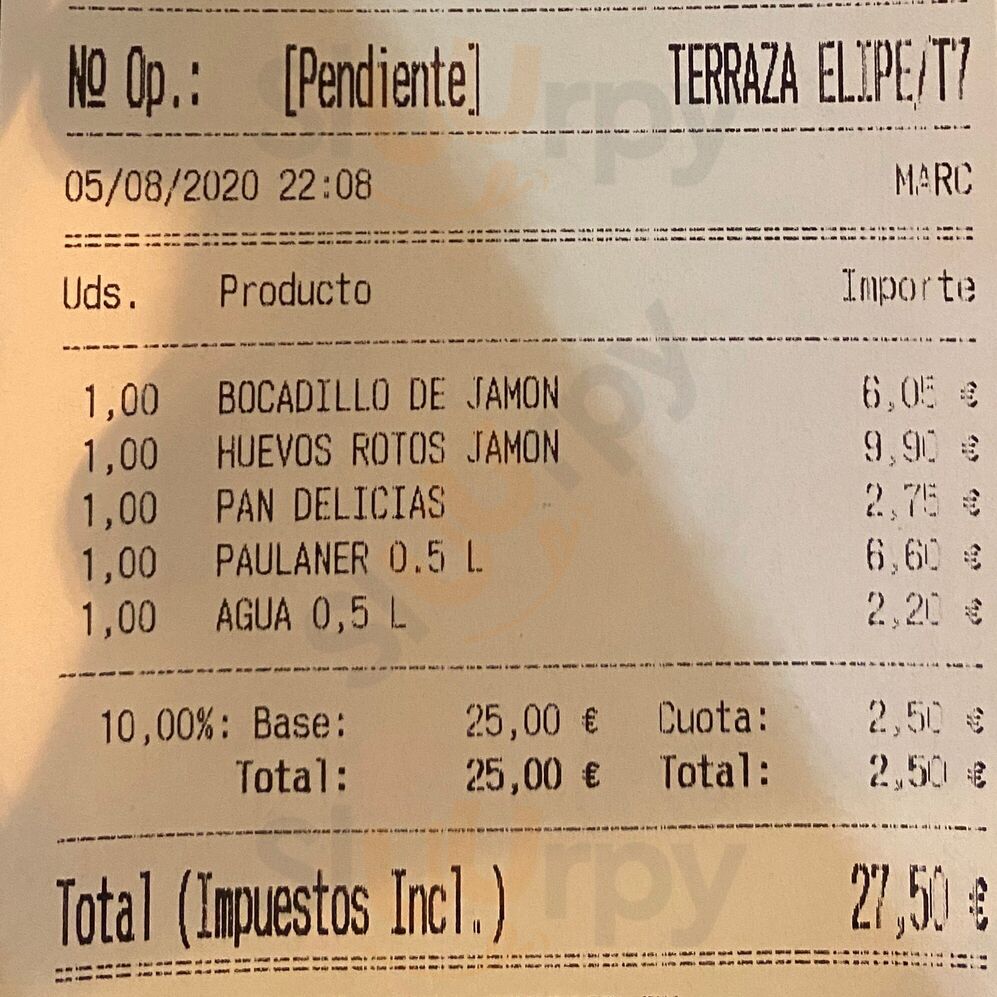 Nº Op.: [Pendiente] TERRAZA ELIPE/T7
05/08/2020 22:08 MARC
Uds. Producto Importe
1,00 BOCADILLO DE JAMON 6,05 €
1,00 HUEVOS ROTOS JAMON 9,90 €
1,00 PAN DELICIAS 2,75 €
1,00 PAULANER 0.5 L 6,60 €
1,00 AGUA 0,5 L 2,20 €
10,00%: Base: 25,00 € Cuota: 2,50 €
Total: 25,00 € Total: 2,50 €
Total (Impuestos Incl.) 27,50 €
Sluurpy
Sluurpy
Sluurpy